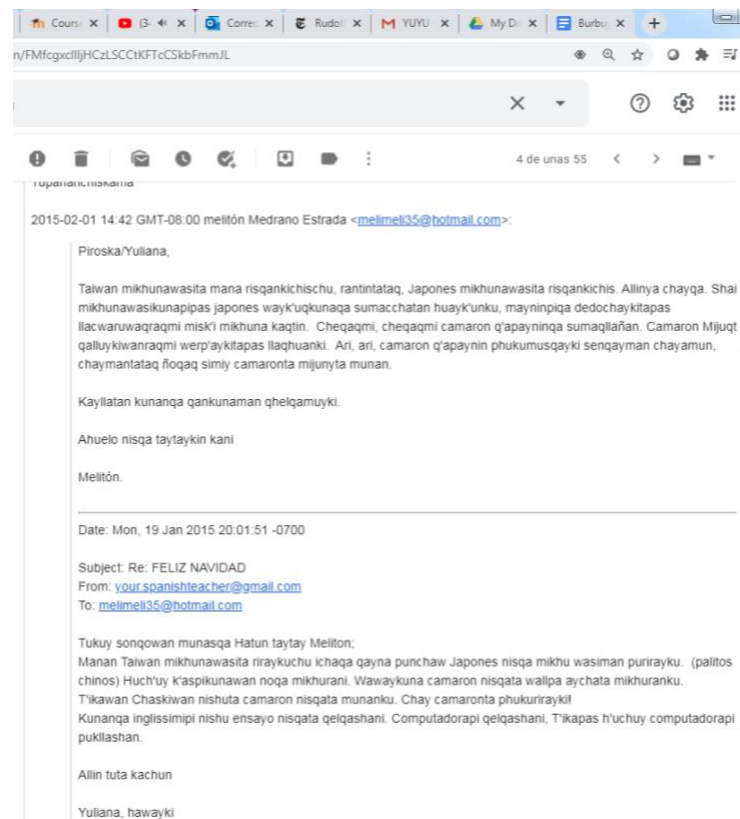 Course
(3-
Correc
Rudol
YUYU
My Dr
Burbuj
n/FMfcgxcllljHCzLSCCtKFTcCSkbFmmJL
4 de unas 55
Tupananchiskama
2015-02-01 14:42 GMT-08:00 melitón Medrano Estrada <melimeli35@hotmail.com>:
Piroska/Yuliana,
Taiwan mikhunawasita mana risqankichischu, rantintataq, Japones mikhunawasita risqankichis. Allinya chayqa. Shai
mikhunawasikunapipas japones wayk'uqkunaqa sumacchatan huayk'unku, mayninpiqa dedochaykitapas
llacwaruwaqraqmi misk'i mikhuna kaqtin. Cheqaqmi, cheqaqmi camaron q'apayninqa sumaqllañan. Camaron Mijuqt
qalluykiwanraqmi werp'aykitapas llaqhuanki. Ari, ari, camaron q'apaynin phukumusqayki senqayman chayamun,
chaymantataq ñoqaq simiy camaronta mijunyta munan.
Kayllatan kunanqa qankunaman qhelqamuyki.
Ahuelo nisqa taytaykin kani
Melitón.
Date: Mon, 19 Jan 2015 20:01:51 -0700
Subject: Re: FELIZ NAVIDAD
From: your.spanishteacher@gmail.com
To: melimeli35@hotmail.com
Tukuy sonqowan munasqa Hatun taytay Meliton;
Manan Taiwan mikhunawasita riraykuchu ichaqa qayna punchaw Japones nisqa mikhu wasiman purirayku. (palitos
chinos) Huch'uy k'aspikunawan noqa mikhurani. Wawaykuna camaron nisqata wallpa aychata mikhuranku.
T'ikawan Chaskiwan nishuta camaron nisqata munanku. Chay camaronta phukurirayki!
Kunanqa inglissimipi nishu ensayo nisqata qelqashani. Computadorapi qelqashani, T'ikapas h'uchuy computadorapi
pukllashan.
Allin tuta kachun
Yuliana, hawayki